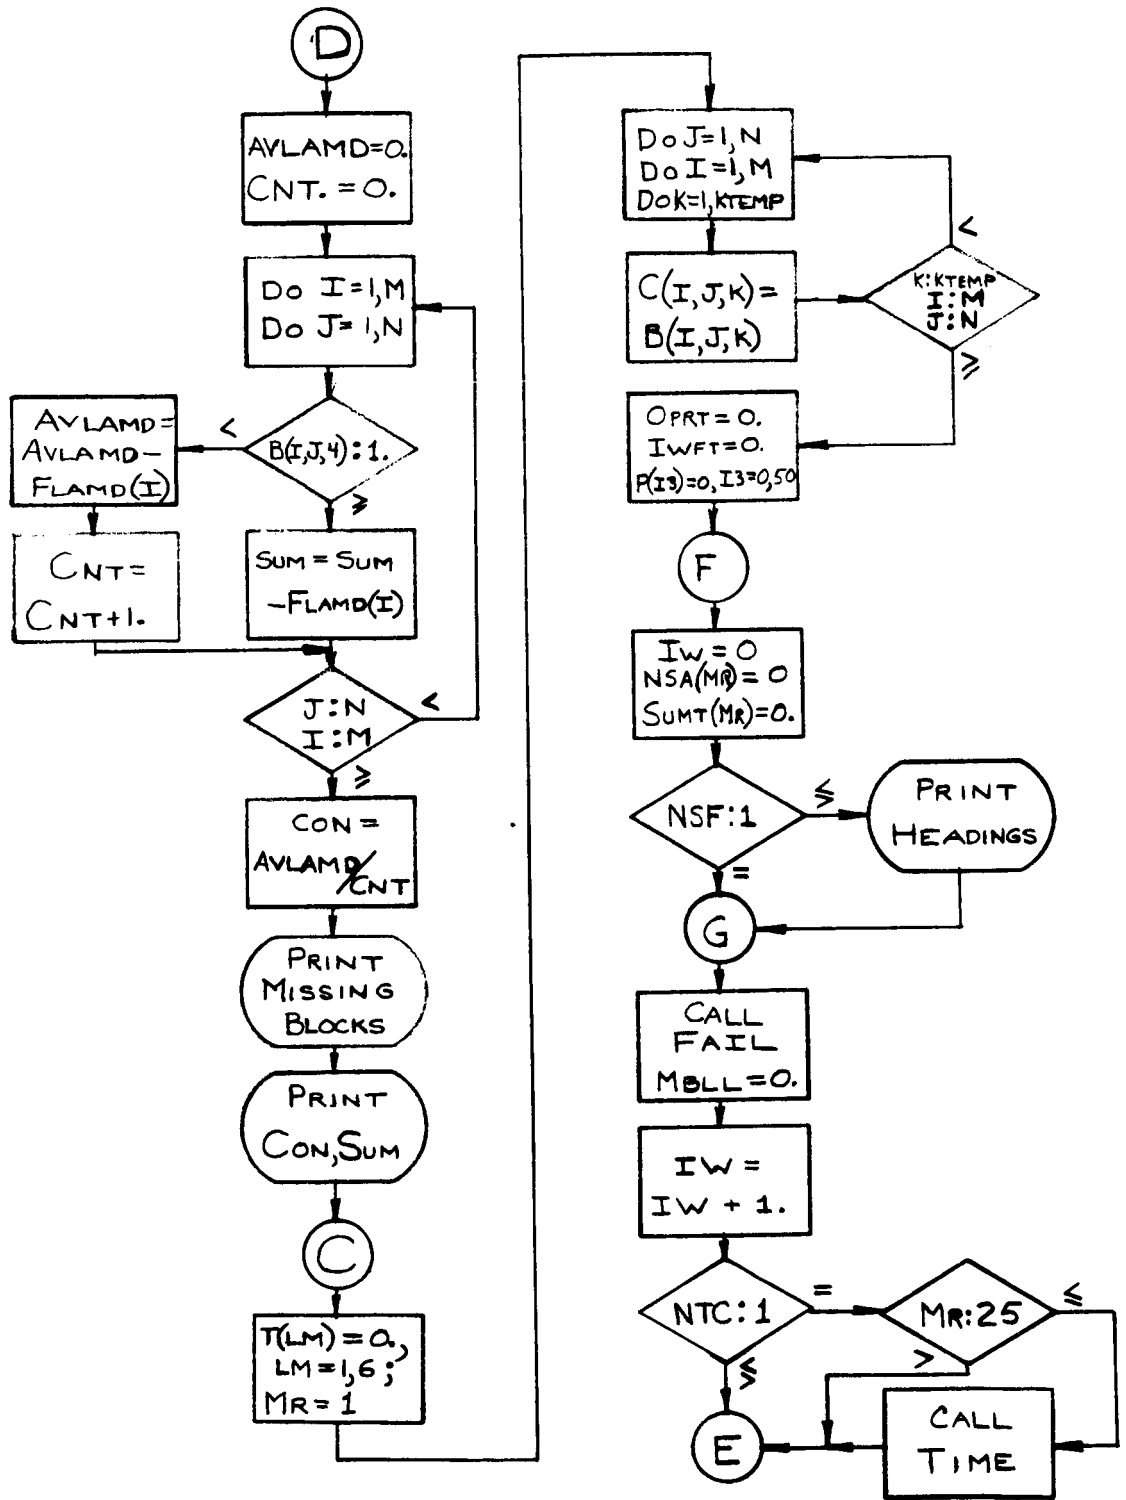 D
AVLAMD=0.
CNT.=0.
DO I=1,M
DO J=1,N
B(I,J,4):1.
<
≥
AVLAMD=
AVLAMD-
FLAMD(I)
CNT=
CNT+1.
SUM=SUM
-FLAMD(I)
J:N
I:M
<
≥
CON=
AVLAMD/CNT
PRINT
MISSING
BLOCKS
PRINT
CON,SUM
C
T(LM)=0.,
LM=1,6;
MR=1
DO J=1,N
DO I=1,M
DO K=1,KTEMP
C(I,J,K)=
B(I,J,K)
K:KTEMP
I:M
J:N
<
≥
OPRT=0.
IWFT=0.
P(I3)=0,I3=0,50
F
IW=0
NSA(MR)=0
SUMT(MR)=0.
NSF:1
≶
=
PRINT
HEADINGS
G
CALL
FAIL
MBLL=0.
IW=
IW+1.
NTC:1
=
≶
MR:25
≤
>
CALL
TIME
E